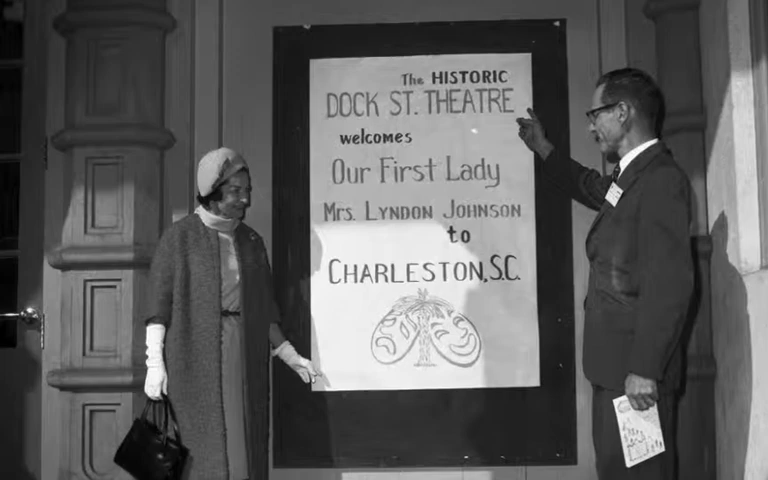 The HISTORIC
DOCK ST. THEATRE
welcomes
Our First Lady
Mrs. Lyndon Johnson
to
CHARLESTON, S.C.